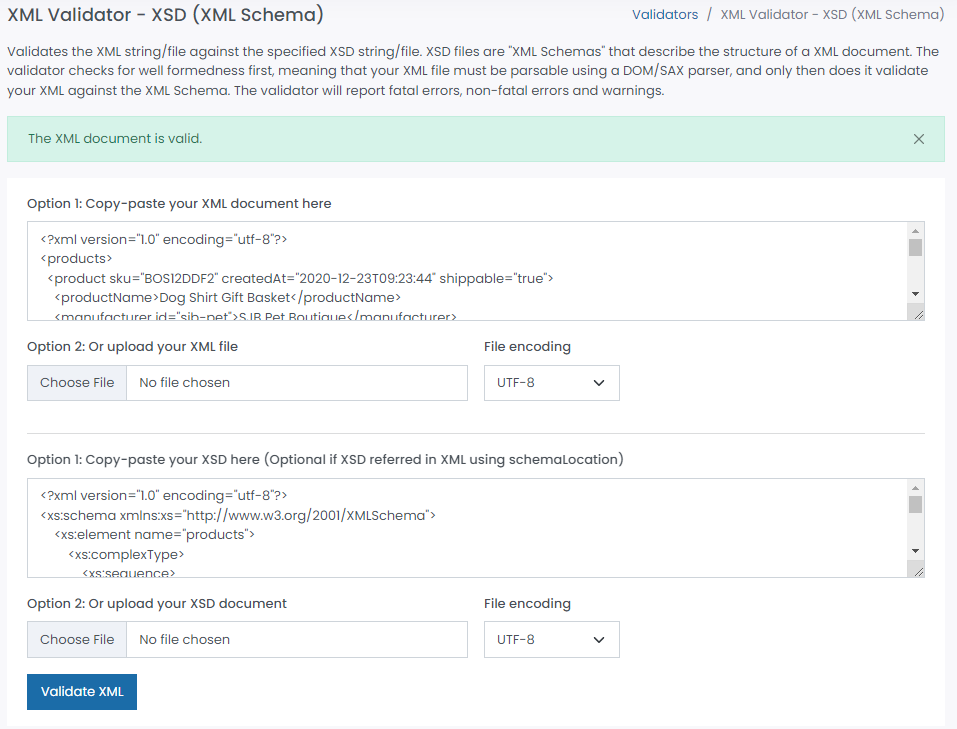 XML Validator - XSD (XML Schema)
Validators / XML Validator - XSD (XML Schema)
Validates the XML string/file against the specified XSD string/file. XSD files are "XML Schemas" that describe the structure of a XML document. The
validator checks for well formedness first, meaning that your XML file must be parsable using a DOM/SAX parser, and only then does it validate
your XML against the XML Schema. The validator will report fatal errors, non-fatal errors and warnings.
The XML document is valid.
Option 1: Copy-paste your XML document here
<?xml version="1.0" encoding="utf-8"?>
<products>
<product sku="BOS12DDF2" createdAt="2020-12-23T09:23:44" shippable="true">
<productName>Dog Shirt Gift Basket</productName>
<manufacturer id="sjb-pet">SJB Pet Boutique</manufacturer>
Option 2: Or upload your XML file
File encoding
Choose File No file chosen
UTF-8
Option 1: Copy-paste your XSD here (Optional if XSD referred in XML using schemaLocation)
<?xml version="1.0" encoding="utf-8"?>
<xs:schema xmlns:xs="http://www.w3.org/2001/XMLSchema">
<xs:element name="products">
<xs:complexType>
<xs:sequence>
Option 2: Or upload your XSD document
File encoding
Choose File No file chosen
UTF-8
Validate XML